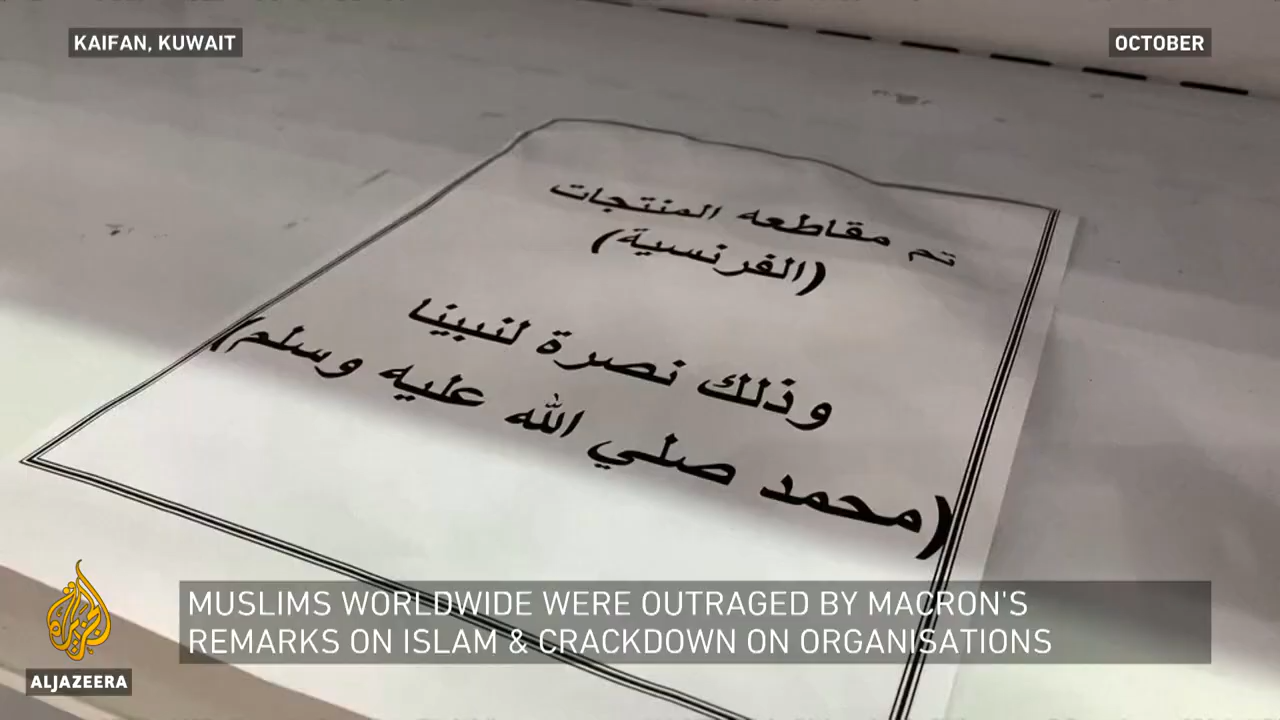 KAIFAN, KUWAIT
OCTOBER
تم مقاطعه المنتجات
(الفرنسية)
وذلك نصرة لنبينا
(محمد صلي الله عليه وسلم)
MUSLIMS WORLDWIDE WERE OUTRAGED BY MACRON'S
REMARKS ON ISLAM & CRACKDOWN ON ORGANISATIONS
ALJAZEERA